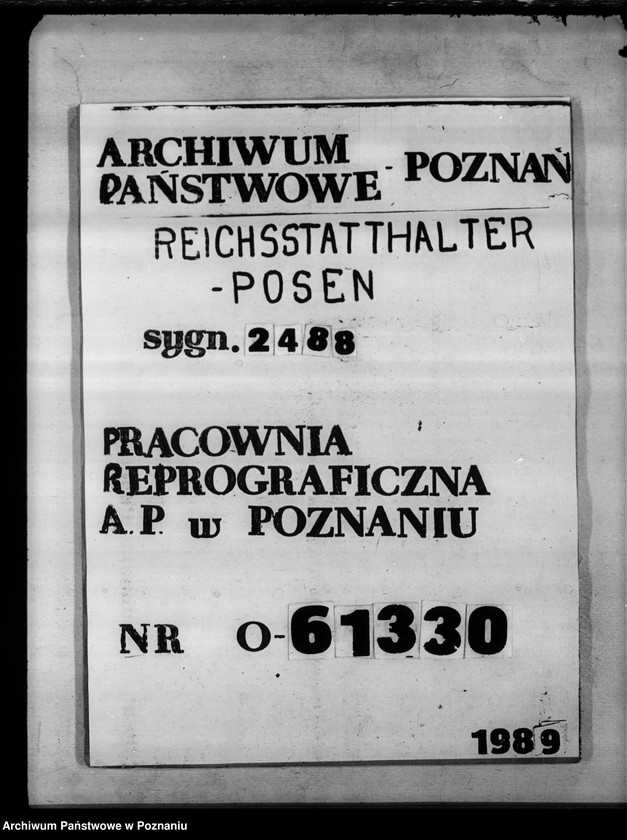 ARCHIWUM
PAŃSTWOWE - POZNAŃ
REICHSSTATTHALTER
-POSEN
sygn. 2488
PRACOWNIA
REPROGRAFICZNA
A.P. w POZNANIU
NR O-61330
1989
Archiwum Państwowe w Poznaniu